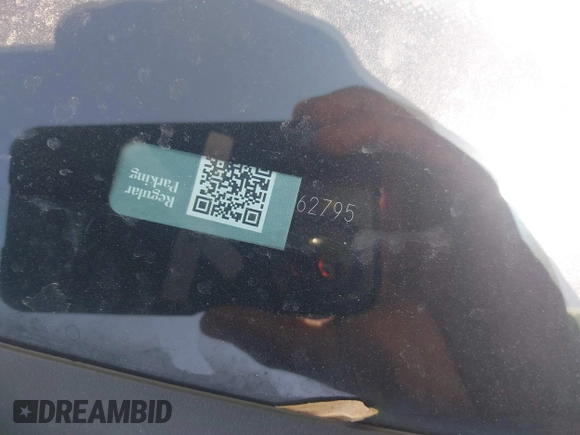 Regular
Parking
62795
DREAMBID